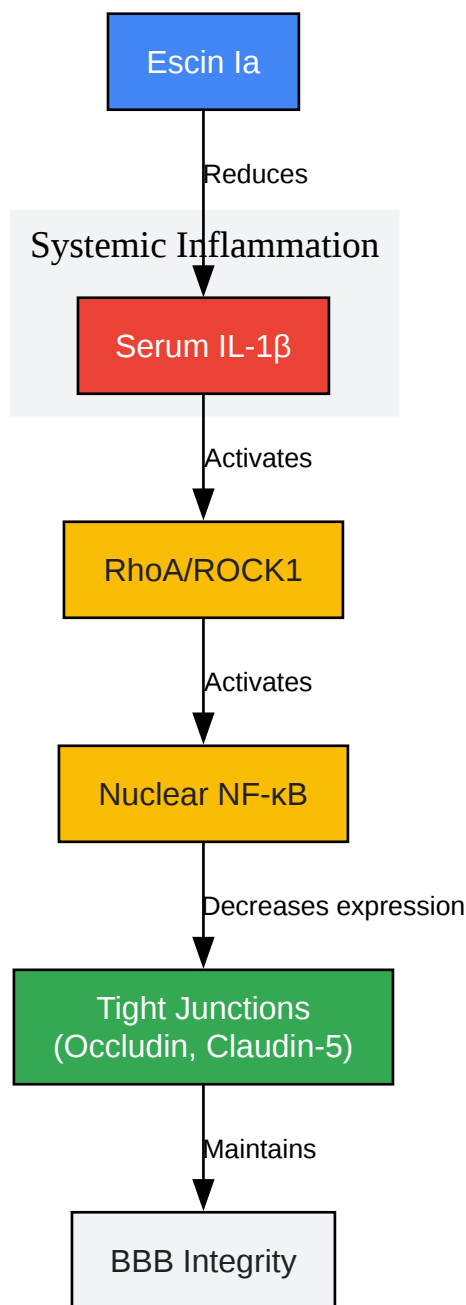 Escin Ia
Reduces
Systemic Inflammation
Serum IL-1β
Activates
RhoA/ROCK1
Activates
Nuclear NF-κB
Decreases expression
Tight Junctions
(Occludin, Claudin-5)
Maintains
BBB Integrity